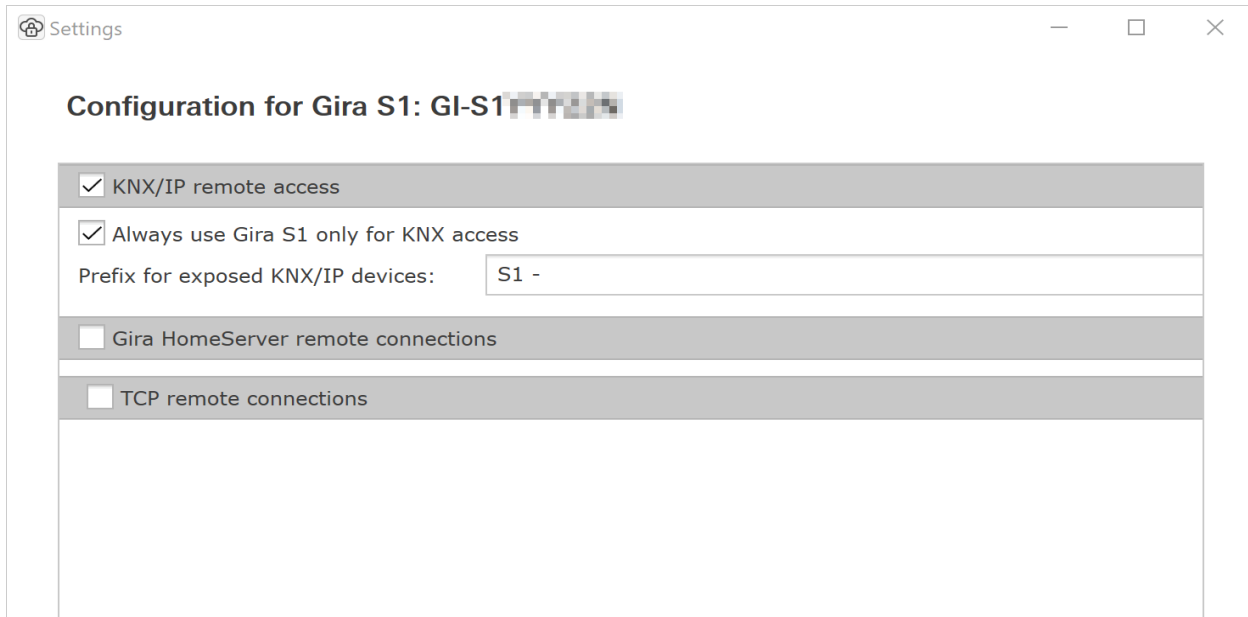 Settings
Configuration for Gira S1: GI-S1
KNX/IP remote access
Always use Gira S1 only for KNX access
Prefix for exposed KNX/IP devices: S1 -
Gira HomeServer remote connections
TCP remote connections